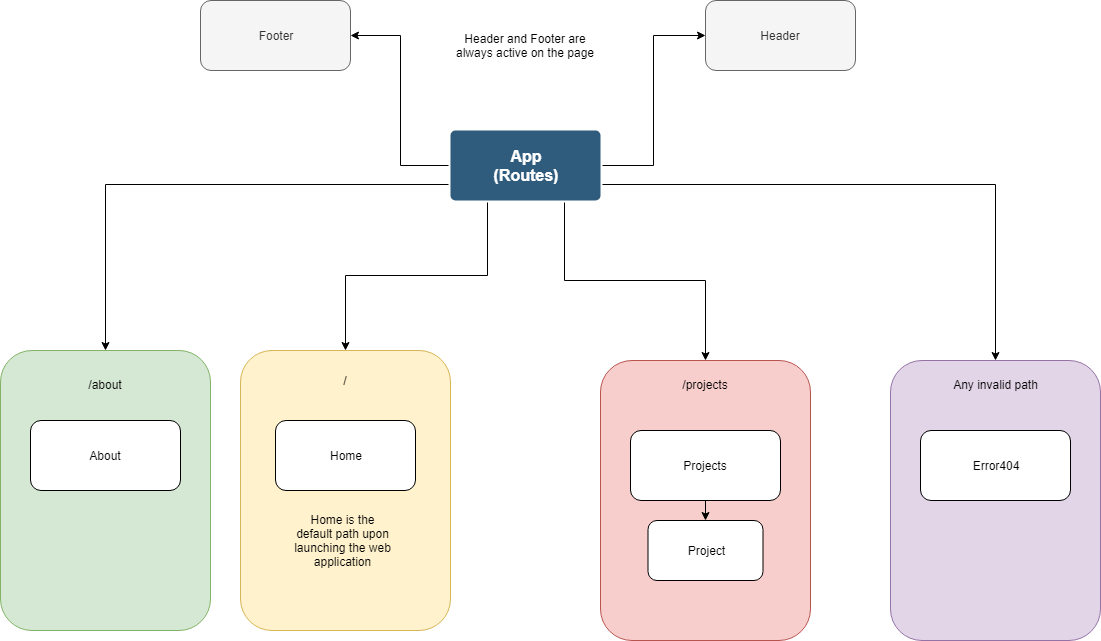 Footer
Header and Footer are
always active on the page
Header
App
(Routes)
/about
About
/
Home
Home is the
default path upon
launching the web
application
/projects
Projects
Project
Any invalid path
Error404